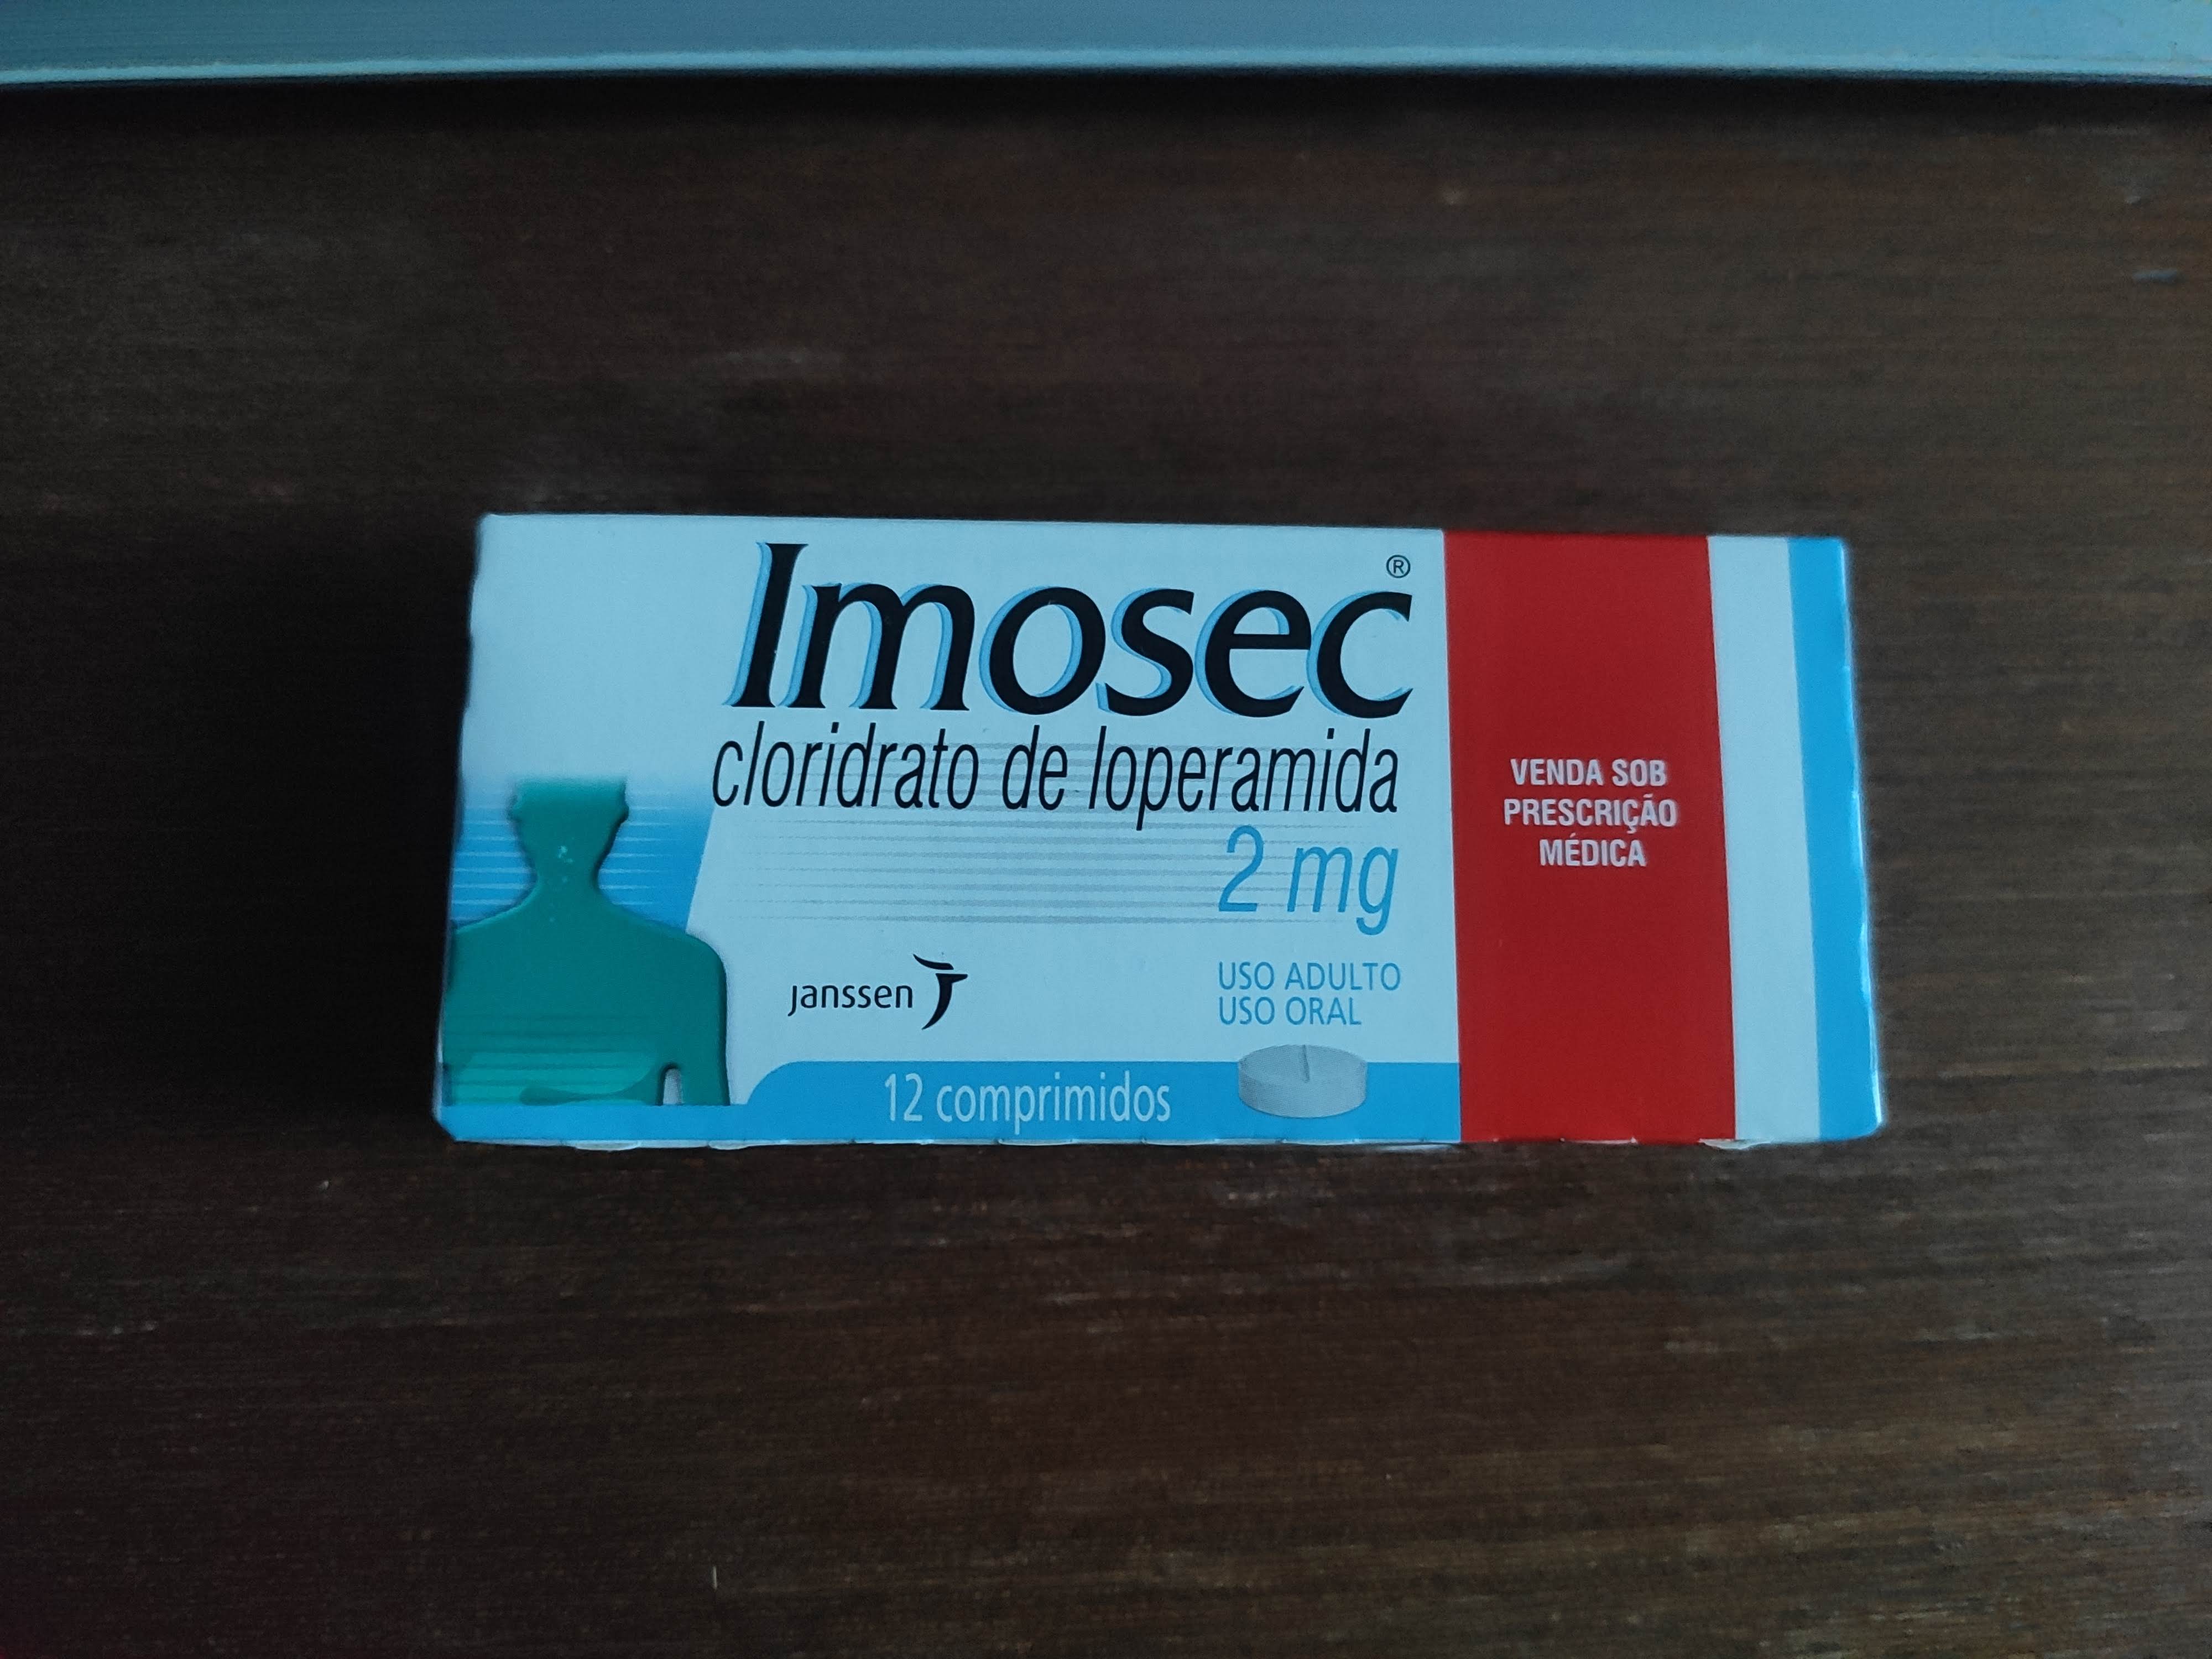 Imosec®
cloridrato de loperamida
2 mg
janssen
USO ADULTO
USO ORAL
12 comprimidos
VENDA SOB
PRESCRIÇÃO
MÉDICA